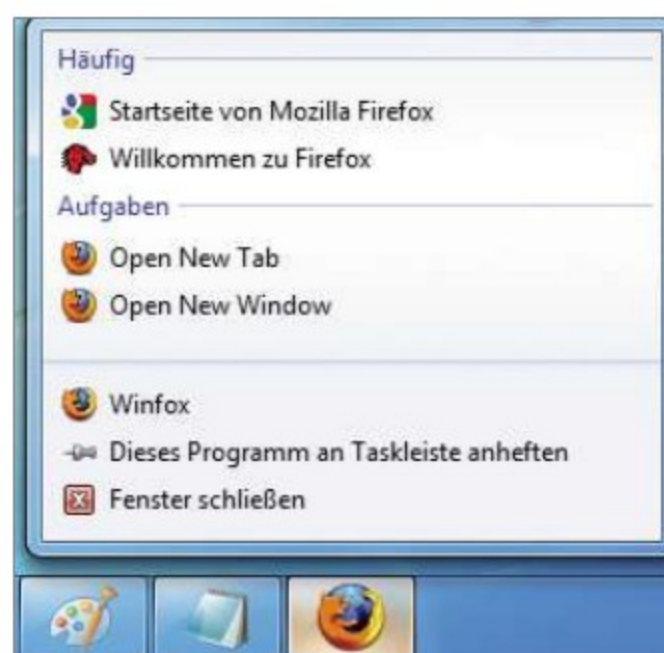 Häufig
Startseite von Mozilla Firefox
Willkommen zu Firefox
Aufgaben
Open New Tab
Open New Window
Winfox
Dieses Programm an Taskleiste anheften
Fenster schließen